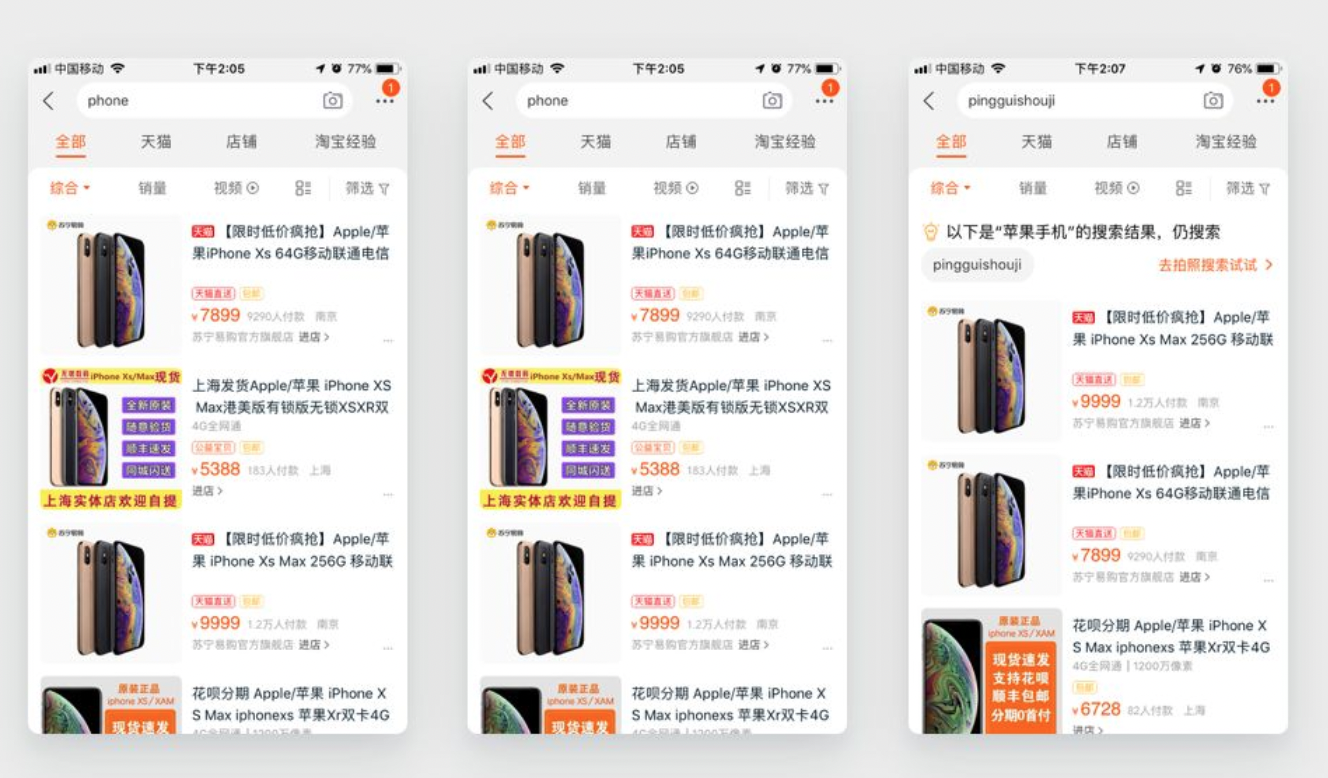 中国移动
下午2:05
77%
1
phone
全部
天猫
店铺
淘宝经验
综合
销量
视频
筛选
苏宁易购
天猫 【限时低价疯抢】Apple/苹
果iPhone Xs 64G移动联通电信
天猫直送 包邮
¥7899 9290人付款 南京
苏宁易购官方旗舰店 进店
iPhone Xs/Max现货
全新原装
随意验货
顺丰速发
同城闪送
上海实体店欢迎自提
上海发货Apple/苹果 iPhone XS
Max港美版有锁版无锁XSXR双
4G全网通
公益宝贝 包邮
¥5388 183人付款 上海
进店
苏宁易购
天猫 【限时低价疯抢】Apple/苹
果 iPhone Xs Max 256G 移动联
天猫直送 包邮
¥9999 1.2万人付款 南京
苏宁易购官方旗舰店 进店
原装正品
iphone XS/XAM
现货速发
花呗分期 Apple/苹果 iPhone X
S Max iphonexs 苹果Xr双卡4G
4G全网通 | 1200万像素
中国移动
下午2:05
77%
1
phone
全部
天猫
店铺
淘宝经验
综合
销量
视频
筛选
苏宁易购
天猫 【限时低价疯抢】Apple/苹
果iPhone Xs 64G移动联通电信
天猫直送 包邮
¥7899 9290人付款 南京
苏宁易购官方旗舰店 进店
iPhone Xs/Max现货
全新原装
随意验货
顺丰速发
同城闪送
上海实体店欢迎自提
上海发货Apple/苹果 iPhone XS
Max港美版有锁版无锁XSXR双
4G全网通
公益宝贝 包邮
¥5388 183人付款 上海
进店
苏宁易购
天猫 【限时低价疯抢】Apple/苹
果 iPhone Xs Max 256G 移动联
天猫直送 包邮
¥9999 1.2万人付款 南京
苏宁易购官方旗舰店 进店
原装正品
iphone XS/XAM
现货速发
花呗分期 Apple/苹果 iPhone X
S Max iphonexs 苹果Xr双卡4G
4G全网通 | 1200万像素
中国移动
下午2:07
76%
1
pingguishouji
全部
天猫
店铺
淘宝经验
综合
销量
视频
筛选
以下是“苹果手机”的搜索结果，仍搜索
pingguishouji
去拍照搜索试试
苏宁易购
天猫 【限时低价疯抢】Apple/苹
果 iPhone Xs Max 256G 移动联
天猫直送 包邮
¥9999 1.2万人付款 南京
苏宁易购官方旗舰店 进店
苏宁易购
天猫 【限时低价疯抢】Apple/苹
果iPhone Xs 64G移动联通电信
天猫直送 包邮
¥7899 9290人付款 南京
苏宁易购官方旗舰店 进店
原装正品
iphone XS/XAM
现货速发
支持花呗
顺丰包邮
分期0首付
花呗分期 Apple/苹果 iPhone X
S Max iphonexs 苹果Xr双卡4G
4G全网通 | 1200万像素
包邮
¥6728 82人付款 上海
进店